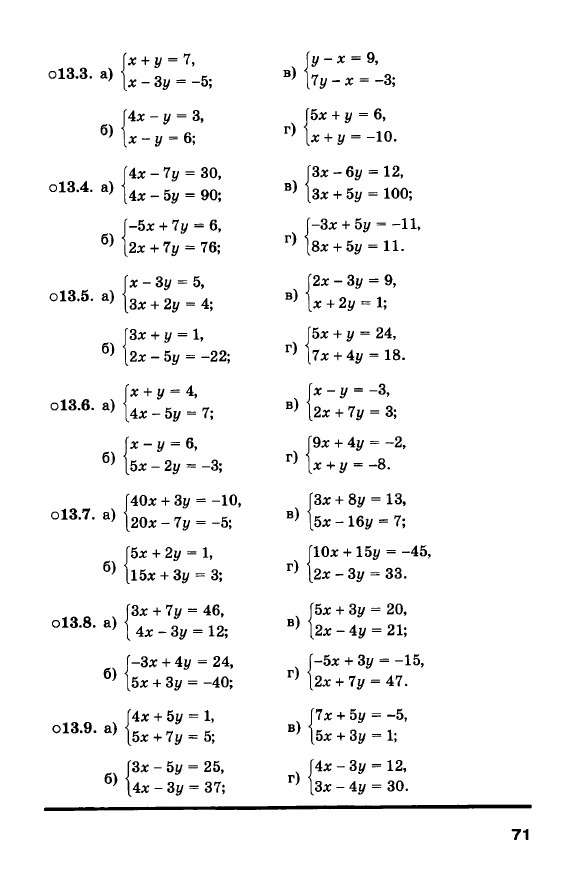 ○13.3. а) {x + y = 7, в) {y − x = 9,
x − 3y = −5; 7y − x = −3;
б) {4x − y = 3, г) {5x + y = 6,
x − y = 6; x + y = −10.
○13.4. а) {4x − 7y = 30, в) {3x − 6y = 12,
4x − 5y = 90; 3x + 5y = 100;
б) {−5x + 7y = 6, г) {−3x + 5y = −11,
2x + 7y = 76; 8x + 5y = 11.
○13.5. а) {x − 3y = 5, в) {2x − 3y = 9,
3x + 2y = 4; x + 2y = 1;
б) {3x + y = 1, г) {5x + y = 24,
2x − 5y = −22; 7x + 4y = 18.
○13.6. а) {x + y = 4, в) {x − y = −3,
4x − 5y = 7; 2x + 7y = 3;
б) {x − y = 6, г) {9x + 4y = −2,
5x − 2y = −3; x + y = −8.
○13.7. а) {40x + 3y = −10, в) {3x + 8y = 13,
20x − 7y = −5; 5x − 16y = 7;
б) {5x + 2y = 1, г) {10x + 15y = −45,
15x + 3y = 3; 2x − 3y = 33.
○13.8. а) {3x + 7y = 46, в) {5x + 3y = 20,
4x − 3y = 12; 2x − 4y = 21;
б) {−3x + 4y = 24, г) {−5x + 3y = −15,
5x + 3y = −40; 2x + 7y = 47.
○13.9. а) {4x + 5y = 1, в) {7x + 5y = −5,
5x + 7y = 5; 5x + 3y = 1;
б) {3x − 5y = 25, г) {4x − 3y = 12,
4x − 3y = 37; 3x − 4y = 30.
71